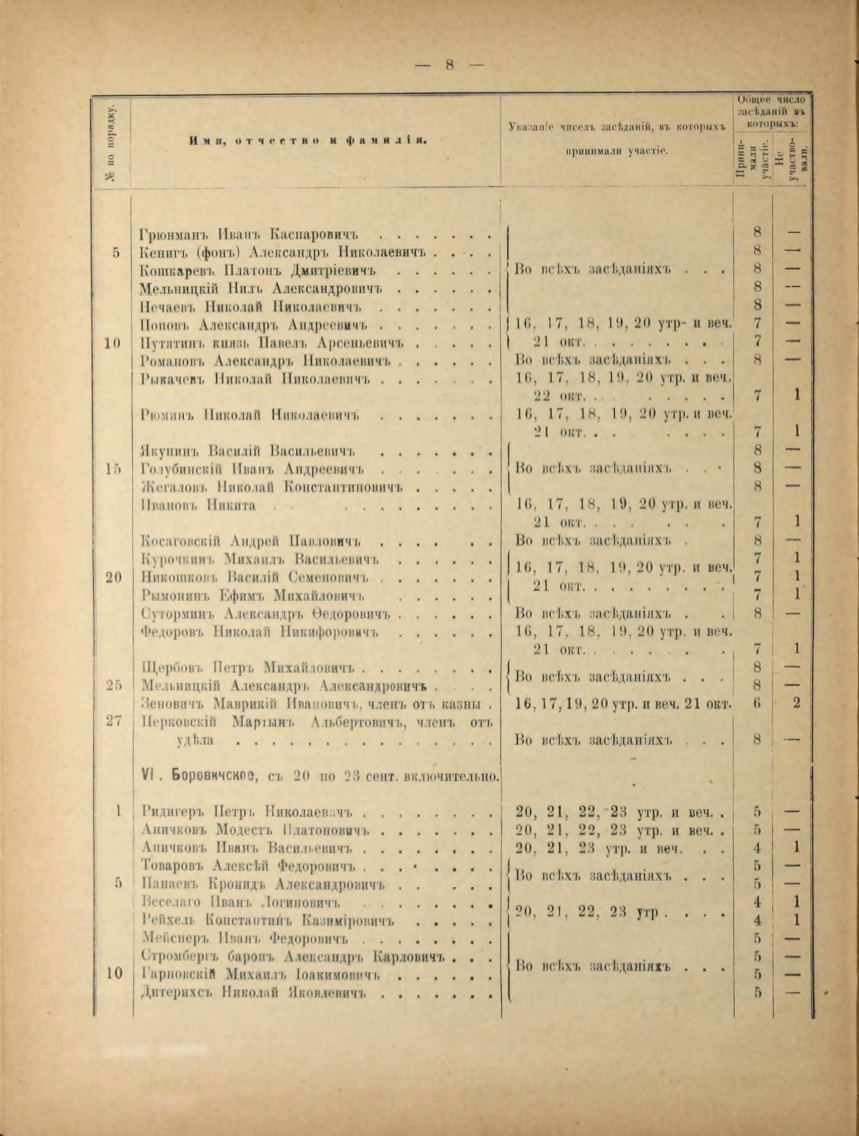 — 8 —
№ по порядку.
Имя, отчество и фамилія.
Указаніе чиселъ засѣданій, въ которыхъ
принимали участіе.
Общее число
засѣданій въ
которыхъ:
Прини-
мали
участіе.
Не
участво-
вали.
Грюнманъ Иванъ Каспаровичъ . . . . . . . 8 —
5 Кенигъ (фонъ) Александръ Николаевичъ . . . . 8 —
Кошкаревъ Платонъ Дмитріевичъ . . . . . . Во всѣхъ засѣданіяхъ . . . 8 —
Мельницкій Нилъ Александровичъ . . . . . . 8 —
Нечаевъ Николай Николаевичъ . . . . . . . 8 —
Поповъ Александръ Андреевичъ . . . . . . . 16, 17, 18, 19, 20 утр- и веч. 7 —
10 Путятинъ князь Павелъ Арсеньевичъ . . . . . 21 окт. . . . . . . . . 7 —
Романовъ Александръ Николаевичъ . . . . . . Во всѣхъ засѣданіяхъ . . . 8 —
Рыкачевъ Николай Николаевичъ . . . . . . . 16, 17, 18, 19, 20 утр. и веч.
22 окт. . . . . . . 7 1
Рюманъ Николай Николаевичъ . . . . . . . 16, 17, 18, 19, 20 утр. и веч.
21 окт. . . . . . . 7 1
Якунинъ Василій Васильевичъ . . . . . . . 8 —
15 Голубинскій Иванъ Андреевичъ . . . . . . . Во всѣхъ засѣданіяхъ . . . 8 —
Жегаловъ Николай Константиновичъ . . . . . 8 —
Ивановъ Никита . . . . . . . . . . 16, 17, 18, 19, 20 утр. и веч.
21 окт. . . . . . . 7 1
Косаговскій Андрей Павловичъ . . . . . . Во всѣхъ засѣданіяхъ . 8 —
Курочкинъ Михаилъ Васильевичъ . . . . . . 7 1
20 Никошковъ Василій Семеновичъ . . . . . . . 16, 17, 18, 19, 20 утр. и веч. 7 1
Рымонинъ Ефимъ Михайловичъ . . . . . . 21 окт. . . . . . . . . 7 1
Суторминъ Александръ Ѳедоровичъ . . . . . . Во всѣхъ засѣданіяхъ . . 8 —
Федоровъ Николай Никифоровичъ . . . . . . 16, 17, 18, 19, 20 утр. и веч.
21 окт. . . . . . . 7 1
Щербовъ Петръ Михайловичъ . . . . . . . . 8 —
25 Мельницкій Александръ Александровичъ . . . . Во всѣхъ засѣданіяхъ . . . 8 —
Зеновичъ Маврикій Ивановичъ, членъ отъ казны . 16, 17, 19, 20 утр. и веч. 21 окт. 6 2
27 Перковскій Мартынъ Альбертовичъ, членъ отъ
удѣла . . . . . . . . . . . . . . . Во всѣхъ засѣданіяхъ . . . 8 —
VI. Боровичское, съ 20 по 23 сент. включительно.
1 Ридигеръ Петръ Николаевичъ . . . . . . . . 20, 21, 22, 23 утр. и веч. . 5 —
Аничковъ Модестъ Платоновичъ . . . . . . . 20, 21, 22, 23 утр. и веч. . 5 —
Аничковъ Иванъ Васильевичъ . . . . . . . . 20, 21, 23 утр. и веч. . . 4 1
Товаровъ Алексѣй Федоровичъ . . . . . . . . 5 —
5 Панаевъ Кронидъ Александровичъ . . . . . Во всѣхъ засѣданіяхъ . . . 5 —
Веселаго Иванъ Логиновичъ . . . . . . . . 4 1
Рейхель Константинъ Казиміровичъ . . . . . 20, 21, 22, 23 утр . . . . 4 1
Мейснеръ Иванъ Федоровичъ . . . . . . . . 5 —
Стромбергъ баронъ Александръ Карловичъ . . . 5 —
10 Гарновскій Михаилъ Іоакимовичъ . . . . . . Во всѣхъ засѣданіяхъ . . . 5 —
Дитерихсъ Николай Яковлевичъ . . . . . . . 5 —